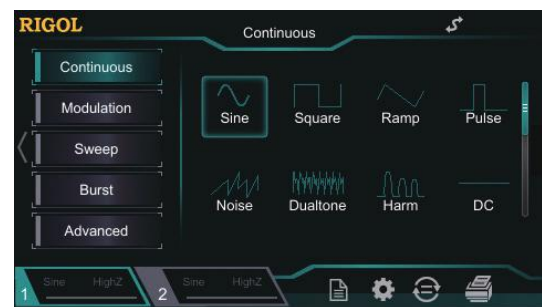 RIGOL
Continuous
Continuous
Modulation
Sweep
Burst
Advanced
Sine
Square
Ramp
Pulse
Noise
Dualtone
Harm
DC
1
Sine
HighZ
2
Sine
HighZ